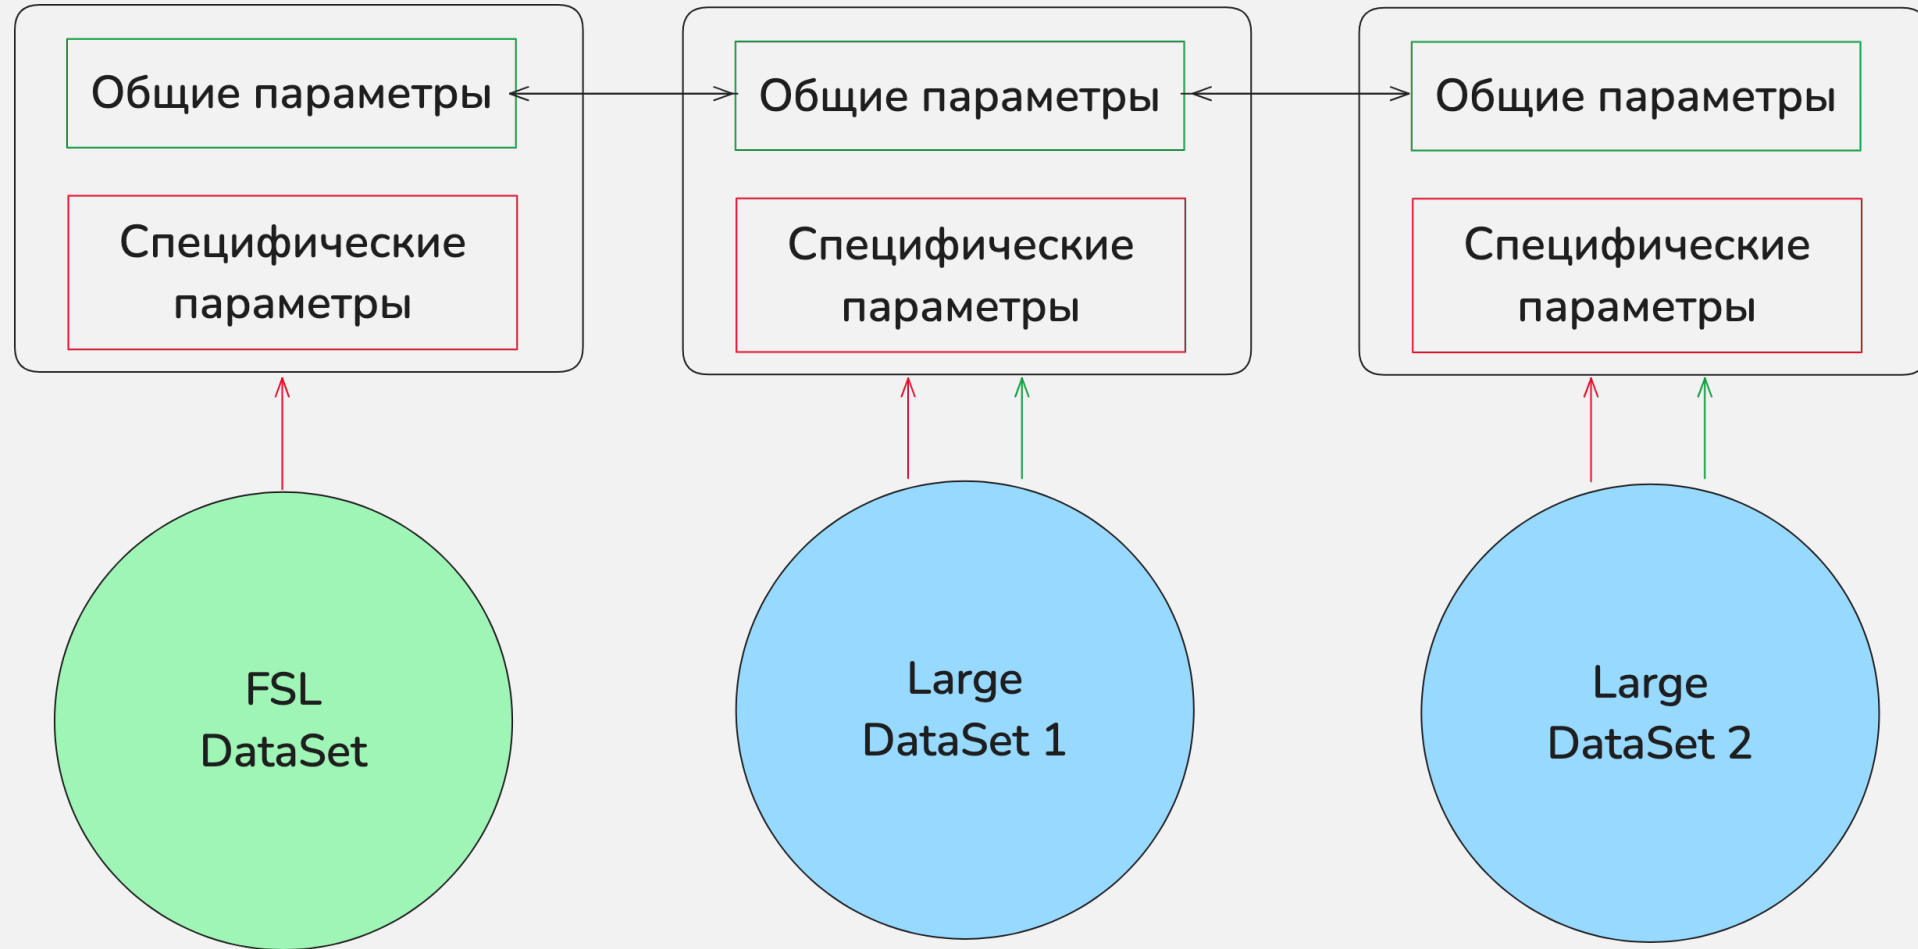 Общие параметры
Общие параметры
Общие параметры
Специфические
параметры
Специфические
параметры
Специфические
параметры
FSL
DataSet
Large
DataSet 1
Large
DataSet 2